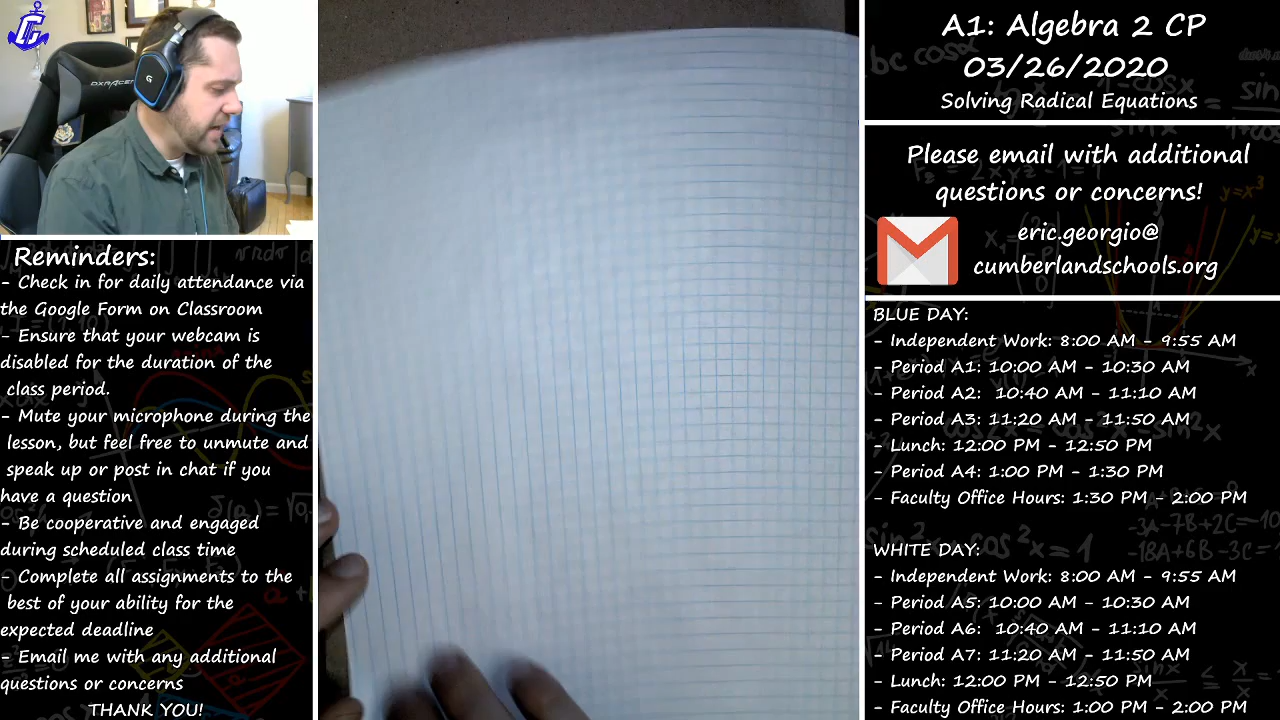 G
DXRACER
G
Reminders:
- Check in for daily attendance via
the Google Form on Classroom
- Ensure that your webcam is
disabled for the duration of the
class period.
- Mute your microphone during the
lesson, but feel free to unmute and
speak up or post in chat if you
have a question
- Be cooperative and engaged
during scheduled class time
- Complete all assignments to the
best of your ability for the
expected deadline
- Email me with any additional
questions or concerns
THANK YOU!
A1: Algebra 2 CP
03/26/2020
Solving Radical Equations
Please email with additional
questions or concerns!
eric.georgio@
cumberlandschools.org
BLUE DAY:
- Independent Work: 8:00 AM - 9:55 AM
- Period A1: 10:00 AM - 10:30 AM
- Period A2: 10:40 AM - 11:10 AM
- Period A3: 11:20 AM - 11:50 AM
- Lunch: 12:00 PM - 12:50 PM
- Period A4: 1:00 PM - 1:30 PM
- Faculty Office Hours: 1:30 PM - 2:00 PM
WHITE DAY:
- Independent Work: 8:00 AM - 9:55 AM
- Period A5: 10:00 AM - 10:30 AM
- Period A6: 10:40 AM - 11:10 AM
- Period A7: 11:20 AM - 11:50 AM
- Lunch: 12:00 PM - 12:50 PM
- Faculty Office Hours: 1:00 PM - 2:00 PM